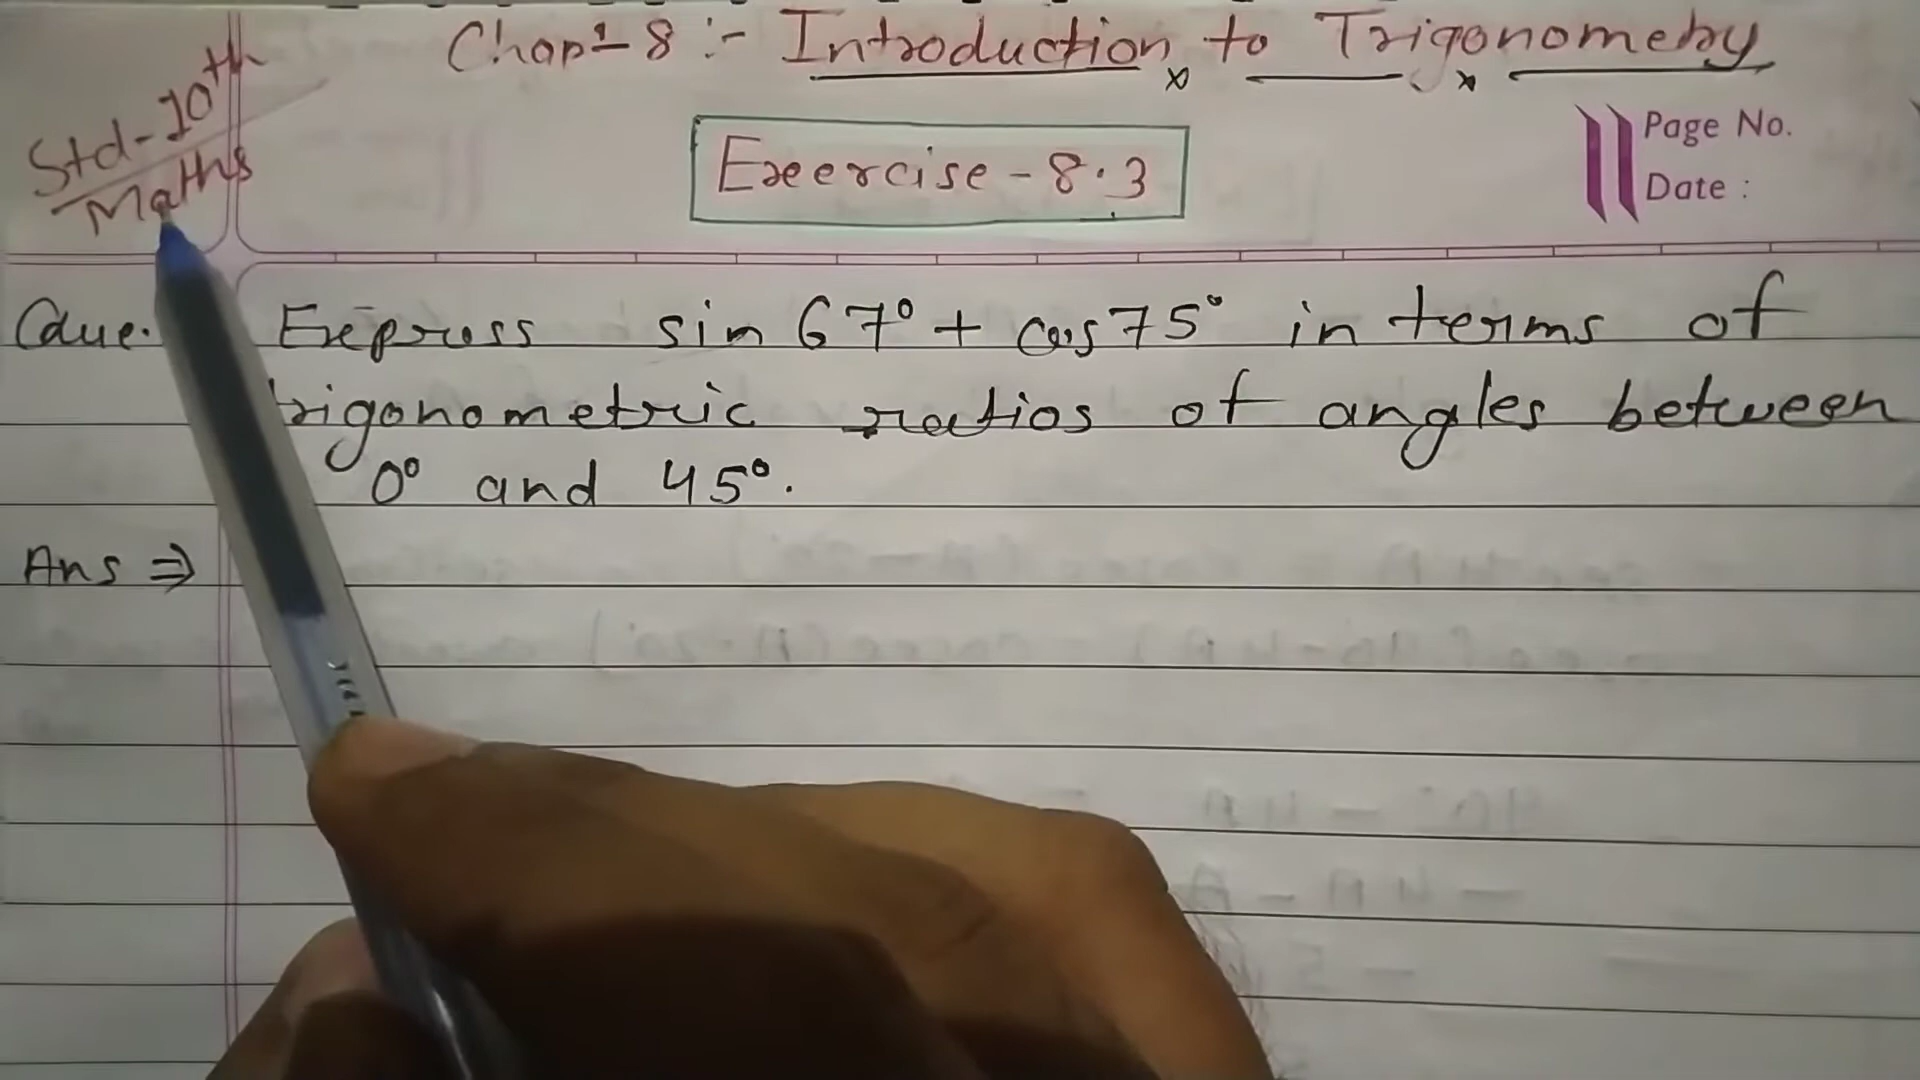 Chapt-8 :- Introduction to Trigonometry
Std-10th
Maths
Exercise - 8.3
Page No.
Date :
Que. Express sin 67° + cos 75° in terms of
trigonometric ratios of angles between
0° and 45°.
Ans ⇒